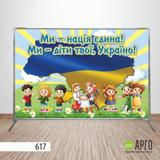 Ми – нація єдина!
Ми – діти твої, Україно!
617
АРГО